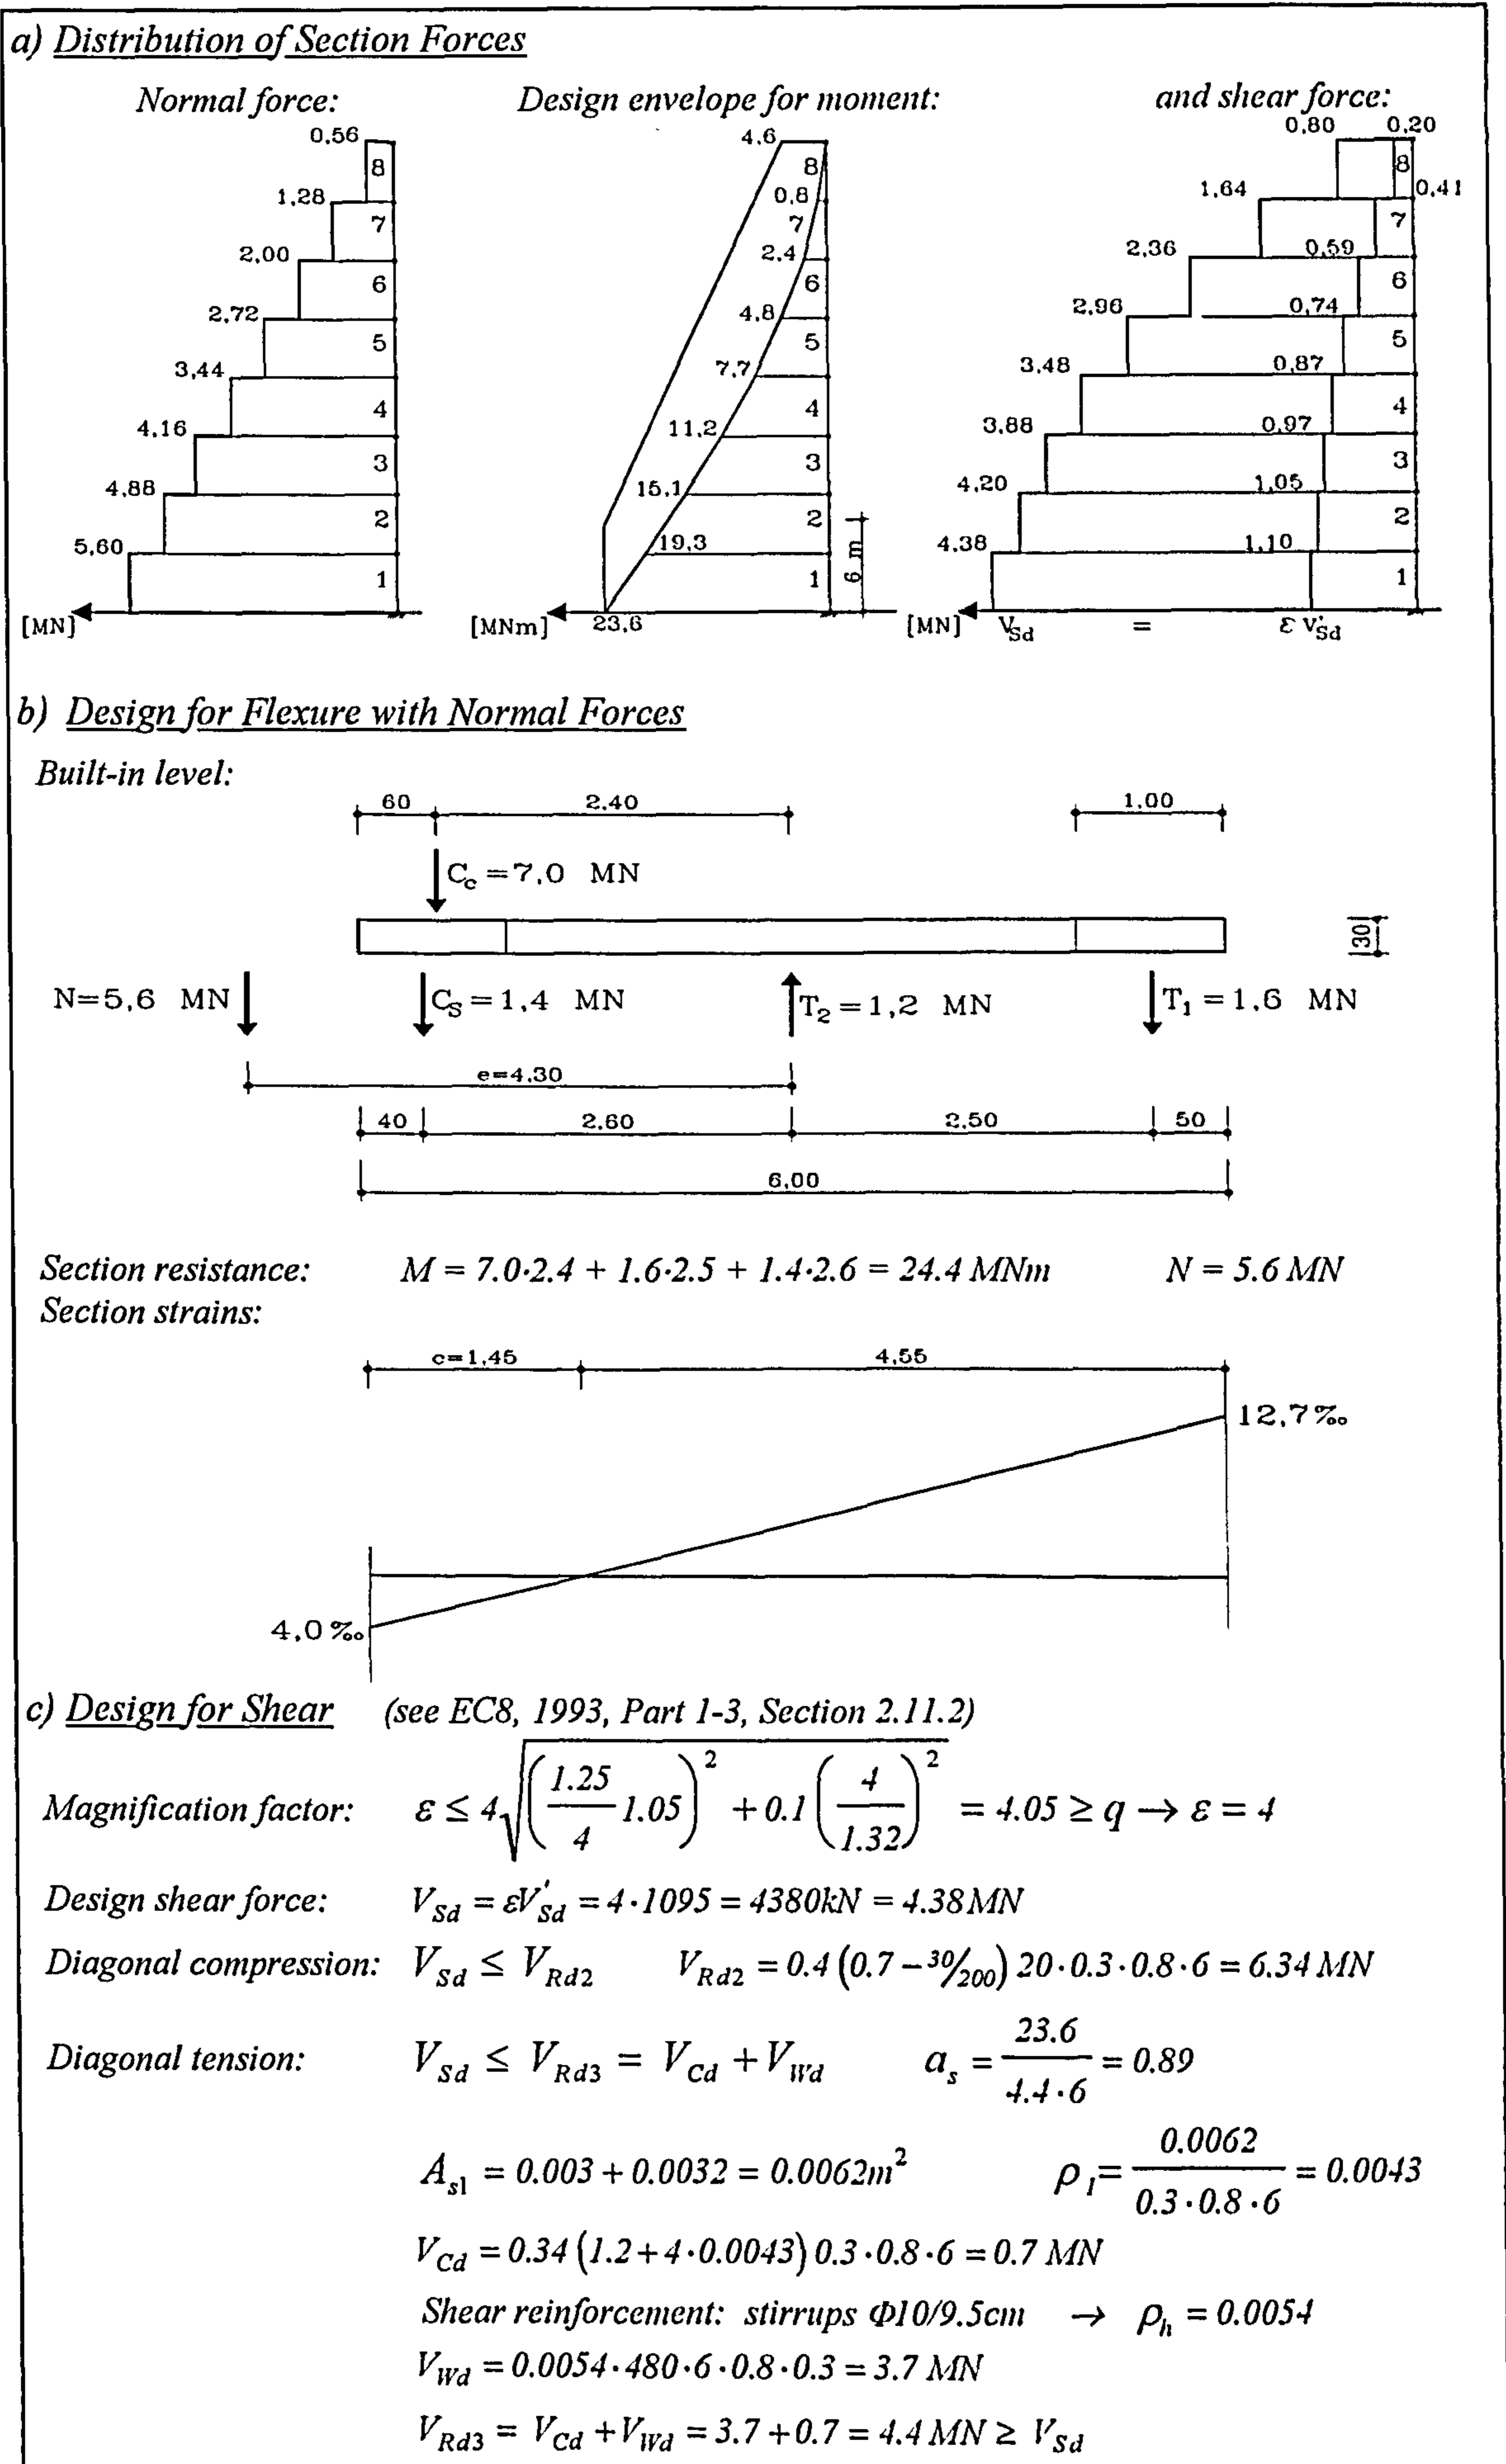 a) Distribution of Section Forces
Normal force: Design envelope for moment: and shear force:
0,56
8
1,28
7
2,00
6
2,72
5
3,44
4
4,16
3
4,88
2
5,60
1
[MN]
4,6
8
0,8
7
2,4
6
4,8
5
7,7
4
11,2
3
15,1
2
19,3
1
6 m
[MNm]
23,6
0,80 0,20
8
1,64 0,41
7
2,36 0,59
6
2,96 0,74
5
3,48 0,87
4
3,88 0,97
3
4,20 1,05
2
4,38 1,10
1
[MN] VSd = ε V'Sd
b) Design for Flexure with Normal Forces
Built-in level:
60 2,40 1,00
Cc = 7,0 MN
30
N=5,6 MN Cs = 1,4 MN T2 = 1,2 MN T1 = 1,6 MN
e=4,30
40 2,60 2,50 50
6,00
Section resistance: M = 7.0·2.4 + 1.6·2.5 + 1.4·2.6 = 24.4 MNm N = 5.6 MN
Section strains:
c=1,45 4,55
12,7‰
4,0‰
c) Design for Shear (see EC8, 1993, Part 1-3, Section 2.11.2)
Magnification factor: ε ≤ 4√((1.25/4 1.05)² + 0.1 (4/1.32)²) = 4.05 ≥ q → ε = 4
Design shear force: VSd = εV'Sd = 4·1095 = 4380kN = 4.38MN
Diagonal compression: VSd ≤ VRd2 VRd2 = 0.4 (0.7 – 30/200) 20·0.3·0.8·6 = 6.34 MN
Diagonal tension: VSd ≤ VRd3 = VCd + VWd as = 23.6/4.4·6 = 0.89
Asl = 0.003 + 0.0032 = 0.0062m² ρl = 0.0062/0.3·0.8·6 = 0.0043
VCd = 0.34 (1.2 + 4·0.0043) 0.3·0.8·6 = 0.7 MN
Shear reinforcement: stirrups Φ10/9.5cm → ρh = 0.0054
VWd = 0.0054·480·6·0.8·0.3 = 3.7 MN
VRd3 = VCd + VWd = 3.7 + 0.7 = 4.4 MN ≥ VSd